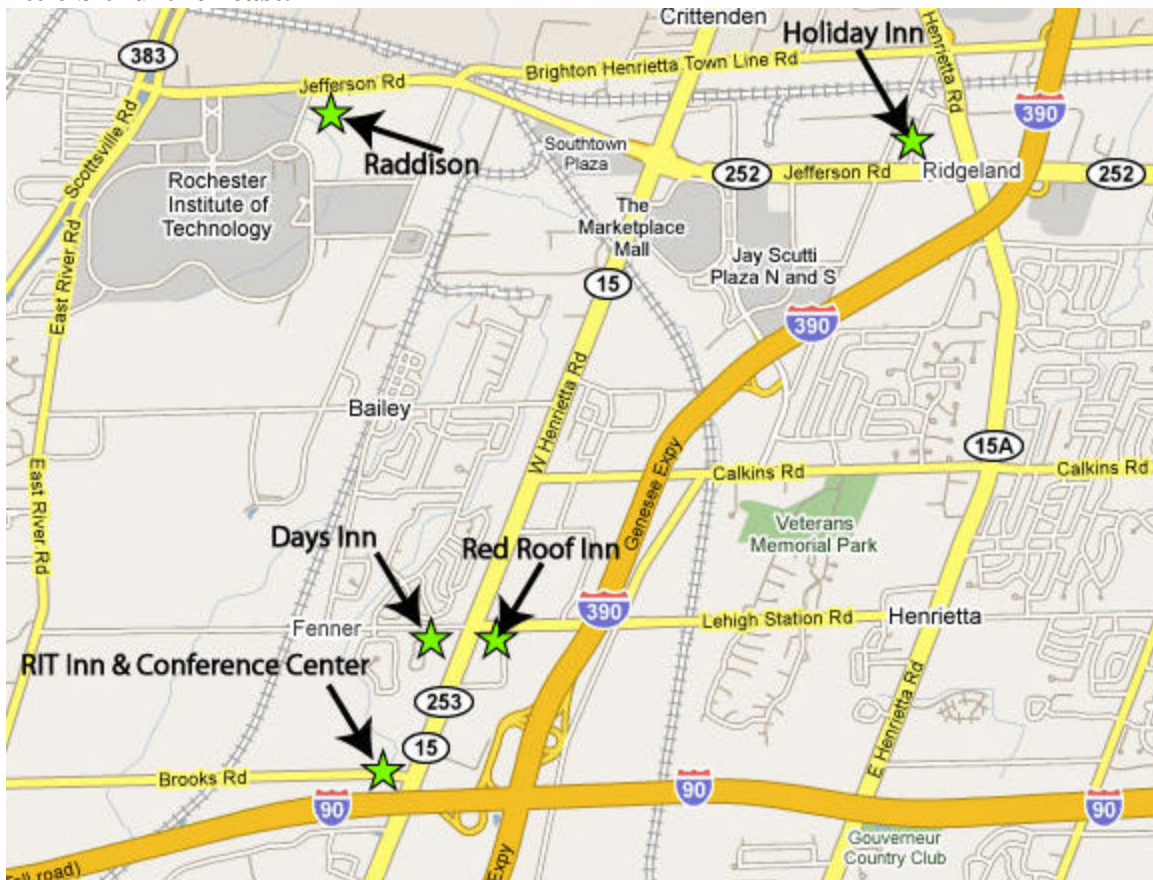 Crittenden
Holiday Inn
383
Henrietta Rd
Brighton Henrietta Town Line Rd
Jefferson Rd
390
Scottsville Rd
Raddison
Southtown
Plaza
252
Jefferson Rd
Ridgeland
252
Rochester
Institute of
Technology
The
Marketplace
Mall
East River Rd
Jay Scutti
Plaza N and S
15
390
Bailey
W Henrietta Rd
15A
Genesee Expy
Calkins Rd
Calkins Rd
East River Rd
Veterans
Memorial Park
Days Inn
Red Roof Inn
390
Fenner
Lehigh Station Rd
Henrietta
RIT Inn & Conference Center
253
15
E Henrietta Rd
Brooks Rd
90
90
90
Gouverneur
Country Club
Expy
road)